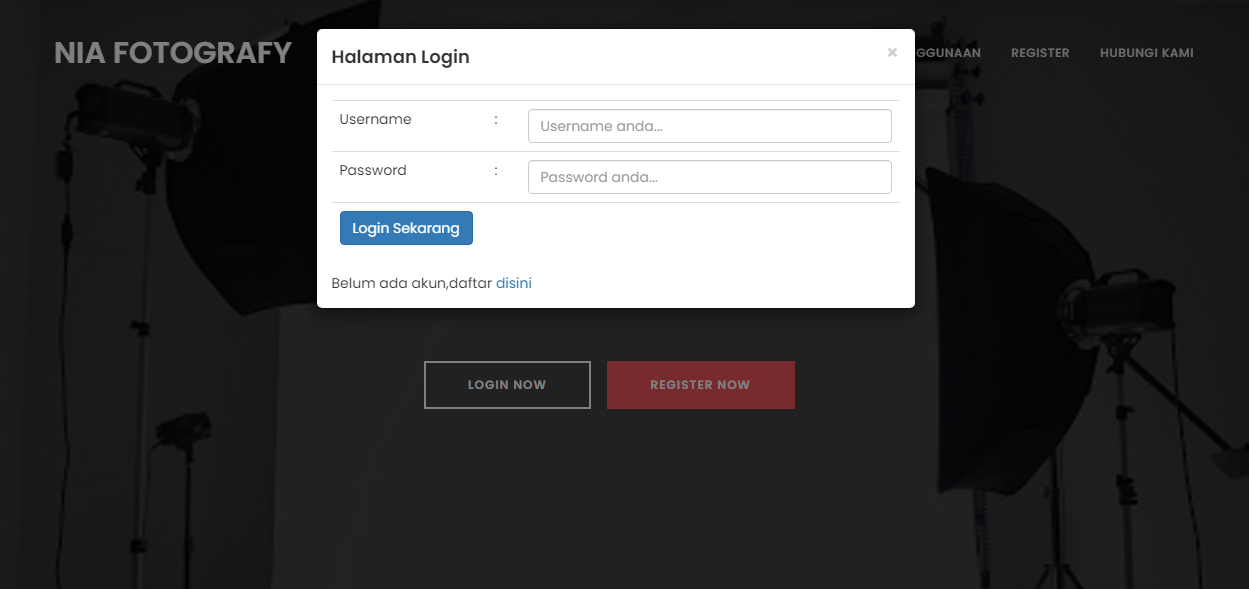 NIA FOTOGRAFY
Halaman Login
×
REGISTER
HUBUNGI KAMI
Username
:
Username anda...
Password
:
Password anda...
Login Sekarang
Belum ada akun,daftar disini
LOGIN NOW
REGISTER NOW